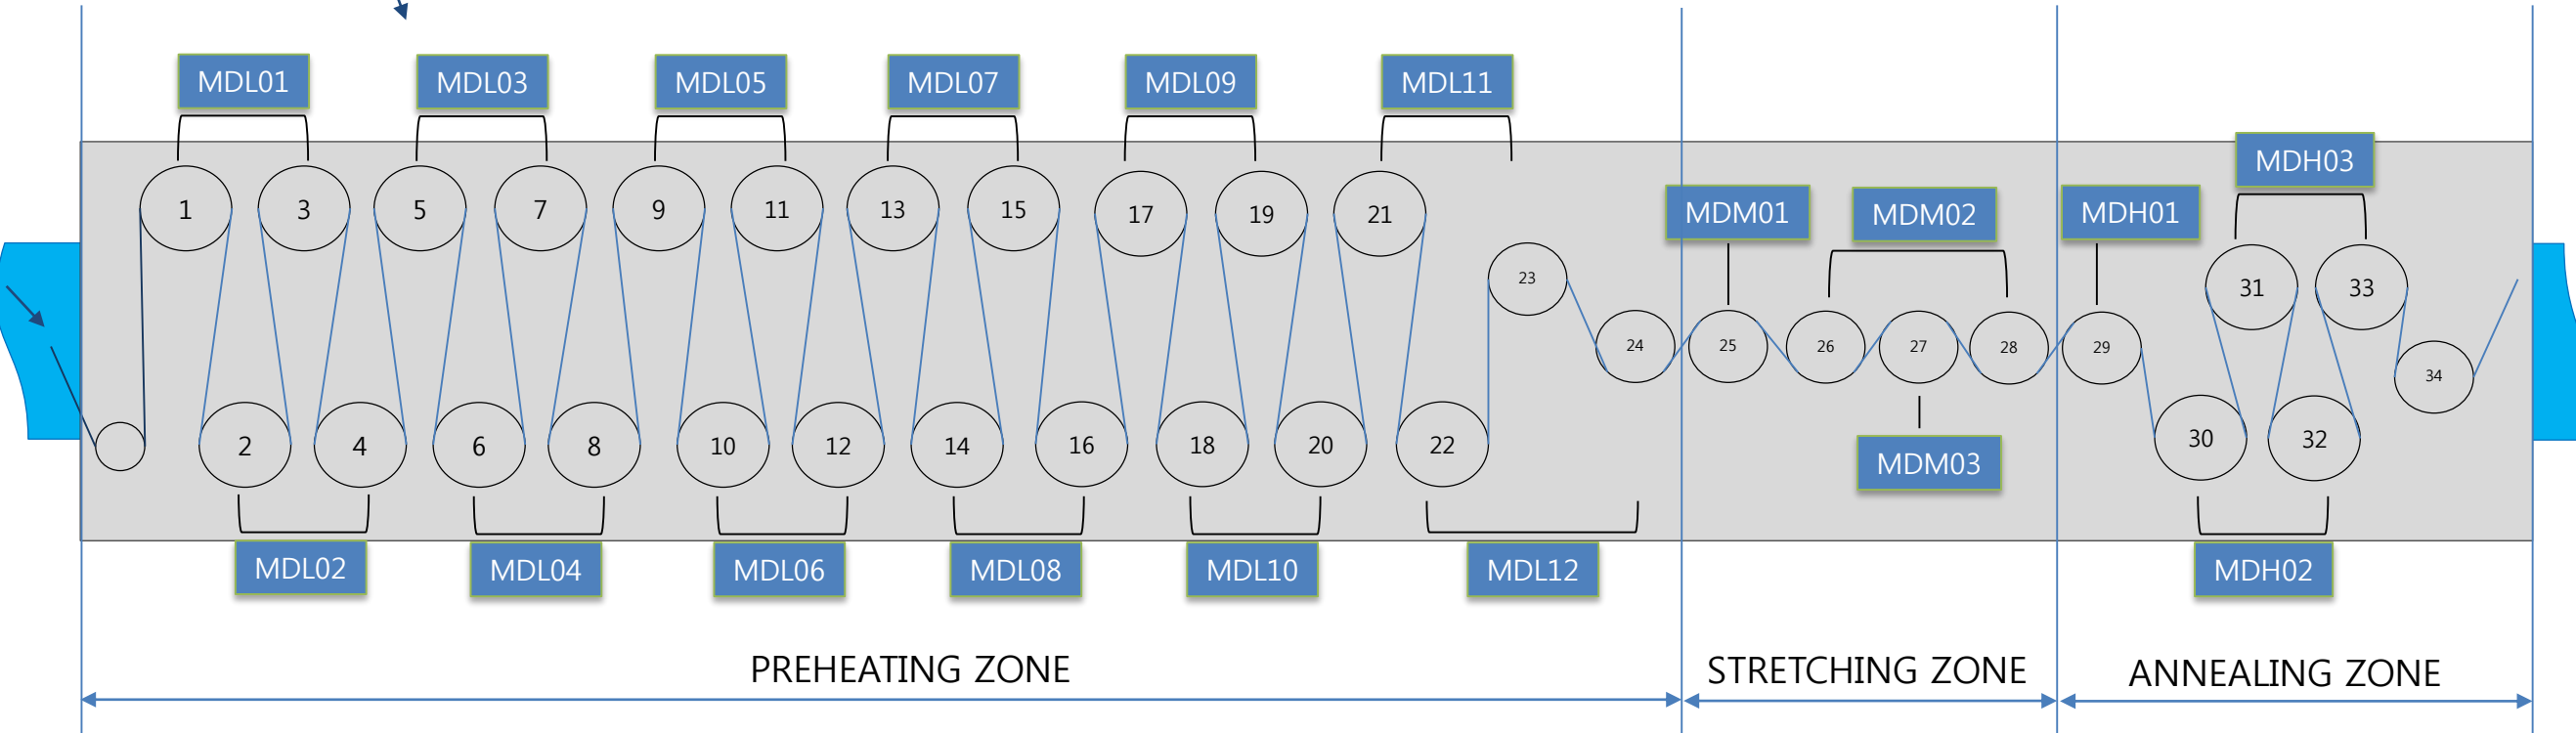 MDL01 MDL03 MDL05 MDL07 MDL09 MDL11
MDH03
MDM01 MDM02 MDH01
1 3 5 7 9 11 13 15 17 19 21
23 31 33
24 25 26 27 28 29 34
2 4 6 8 10 12 14 16 18 20 22 30 32
MDM03
MDL02 MDL04 MDL06 MDL08 MDL10 MDL12 MDH02
PREHEATING ZONE STRETCHING ZONE ANNEALING ZONE